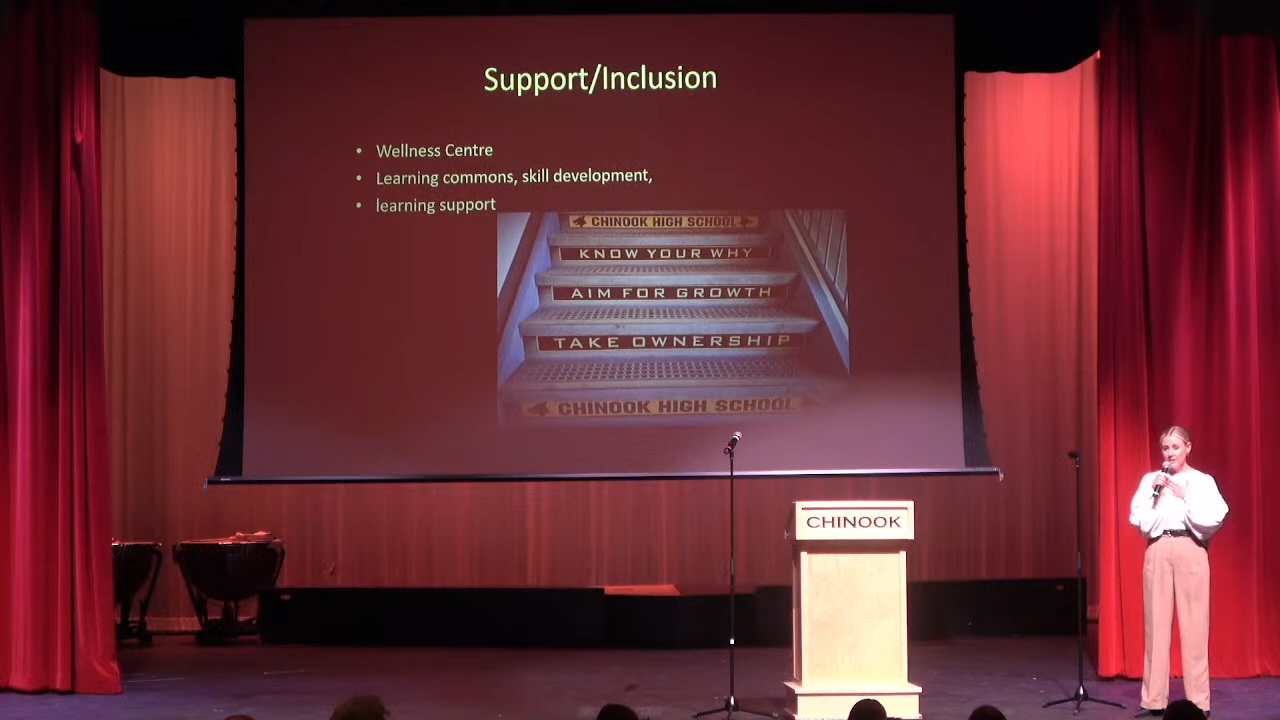 Support/Inclusion
• Wellness Centre
• Learning commons, skill development,
• learning support
CHINOOK HIGH SCHOOL
KNOW YOUR WHY
AIM FOR GROWTH
TAKE OWNERSHIP
CHINOOK HIGH SCHOOL
CHINOOK